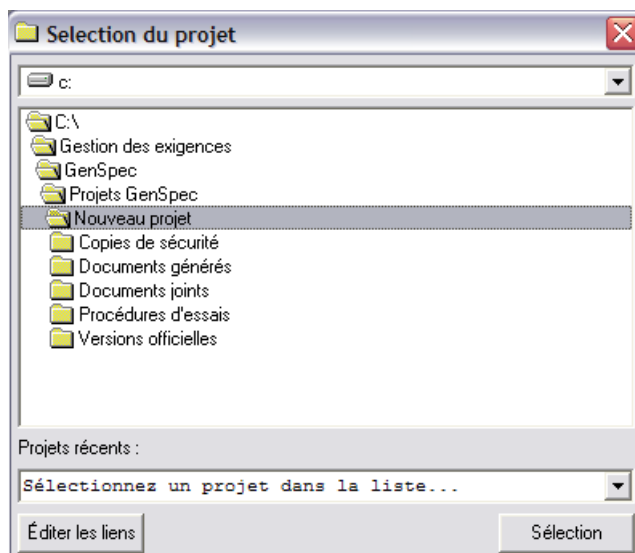 Selection du projet
c:
C:\
Gestion des exigences
GenSpec
Projets GenSpec
Nouveau projet
Copies de sécurité
Documents générés
Documents joints
Procédures d'essais
Versions officielles
Projets récents :
Sélectionnez un projet dans la liste...
Éditer les liens
Sélection